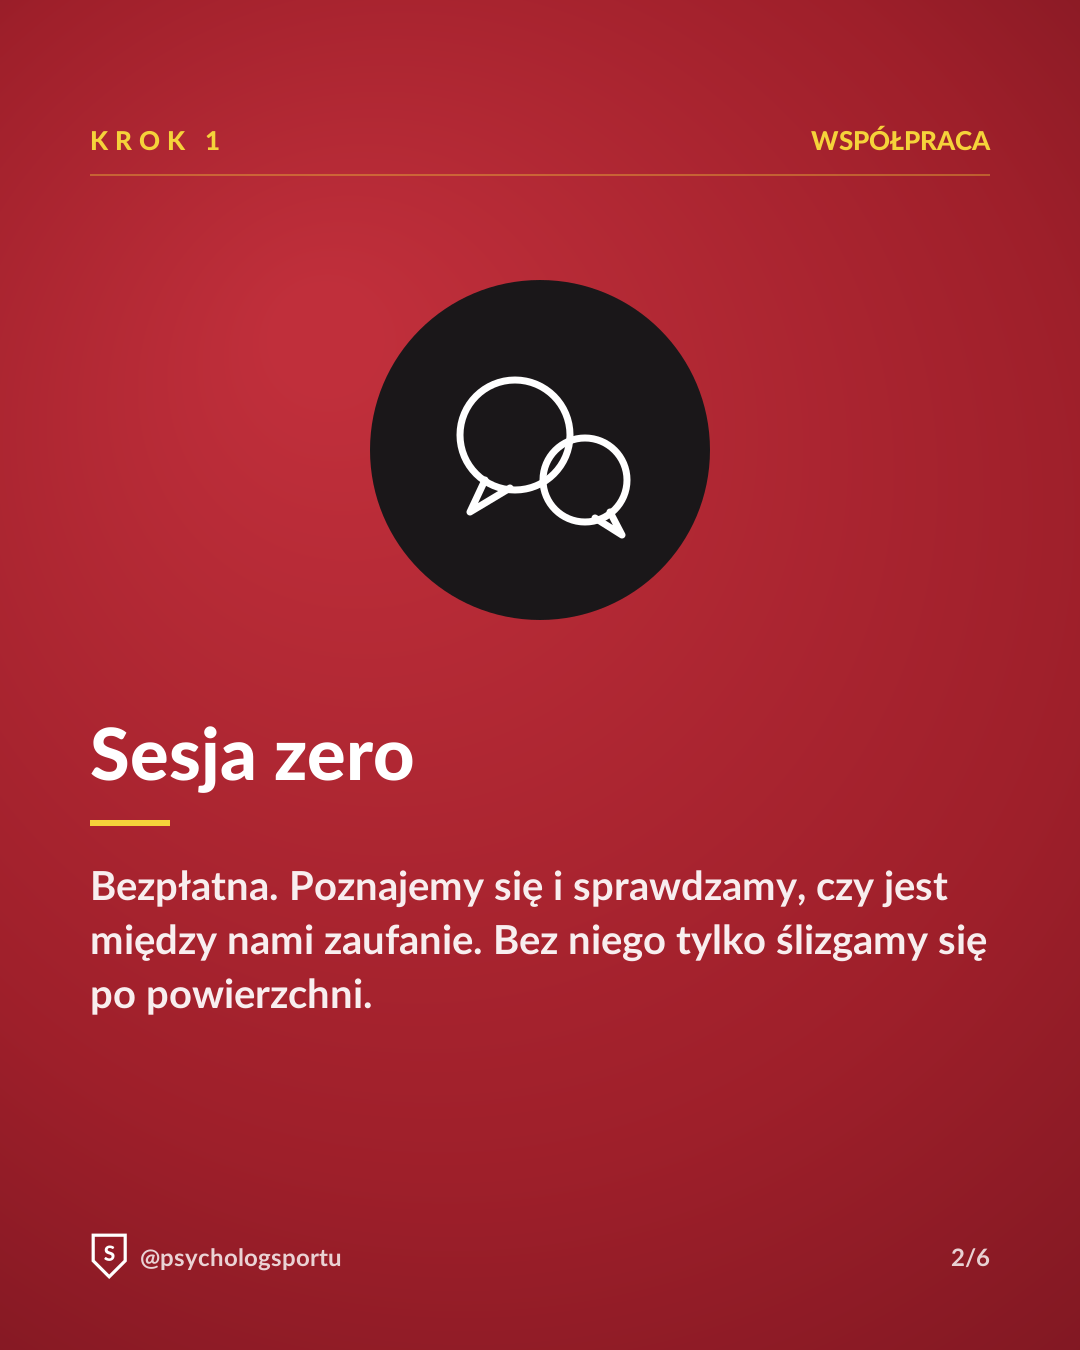 KROK 1
WSPÓŁPRACA
Sesja zero
Bezpłatna. Poznajemy się i sprawdzamy, czy jest
między nami zaufanie. Bez niego tylko ślizgamy się
po powierzchni.
S
@psychologsportu
2/6